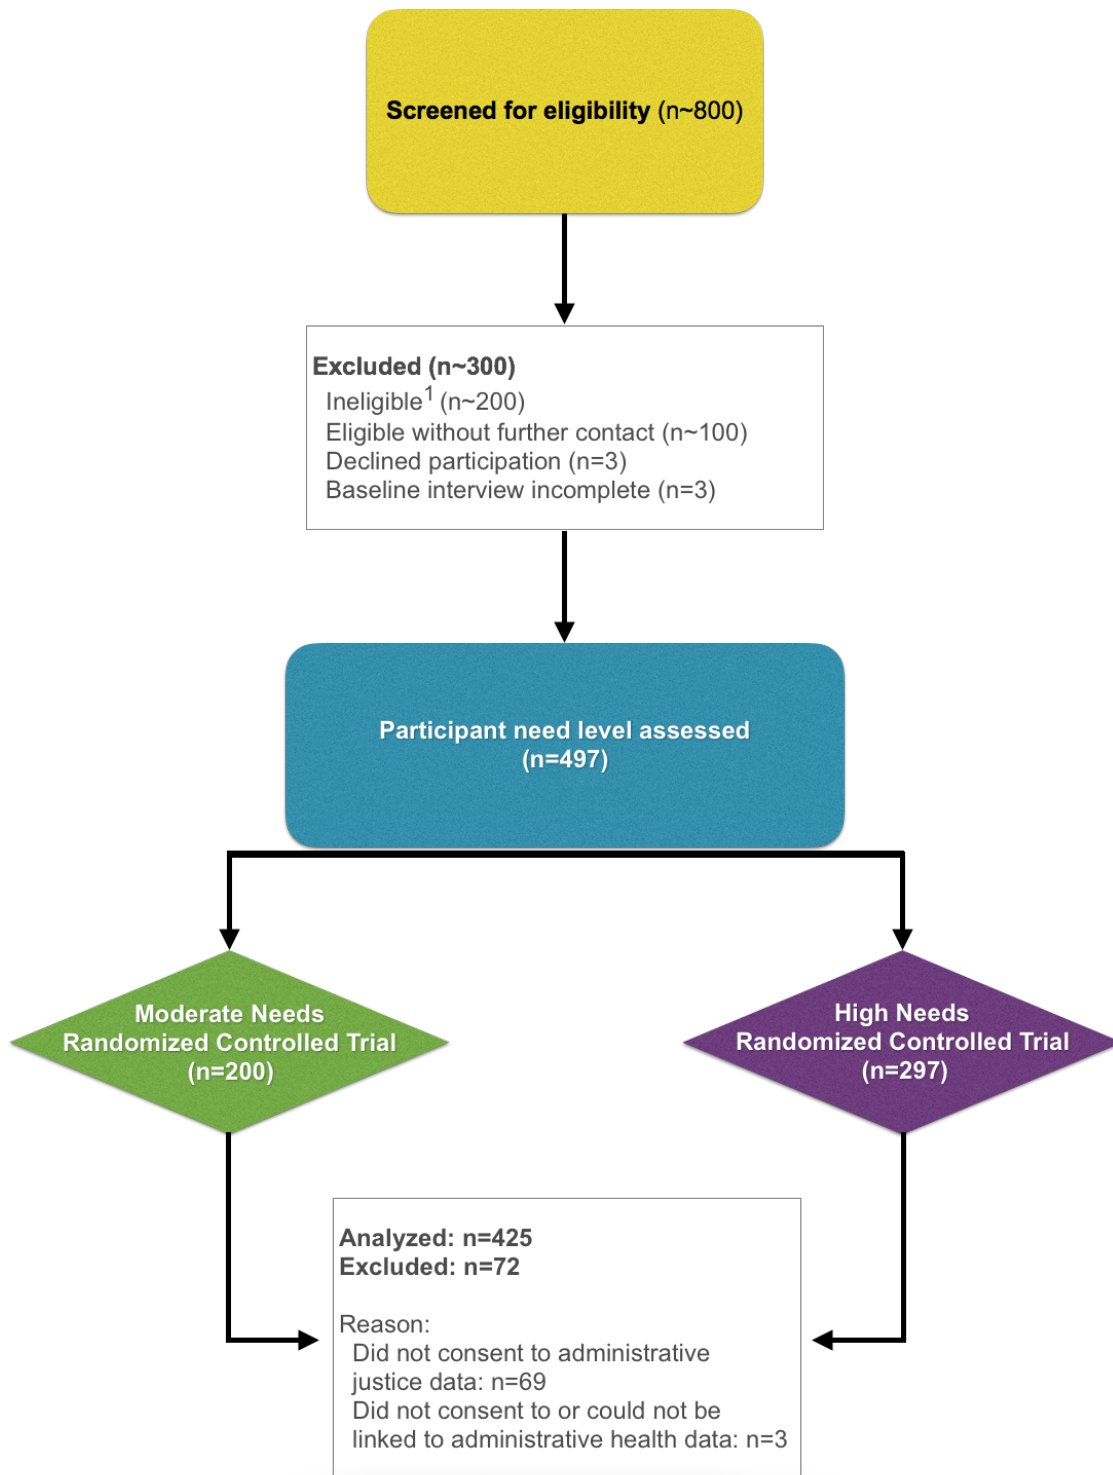 Screened for eligibility (n~800)
Excluded (n~300)
Ineligible1 (n~200)
Eligible without further contact (n~100)
Declined participation (n=3)
Baseline interview incomplete (n=3)
Participant need level assessed
(n=497)
Moderate Needs
Randomized Controlled Trial
(n=200)
High Needs
Randomized Controlled Trial
(n=297)
Analyzed: n=425
Excluded: n=72
Reason:
Did not consent to administrative
justice data: n=69
Did not consent to or could not be
linked to administrative health data: n=3